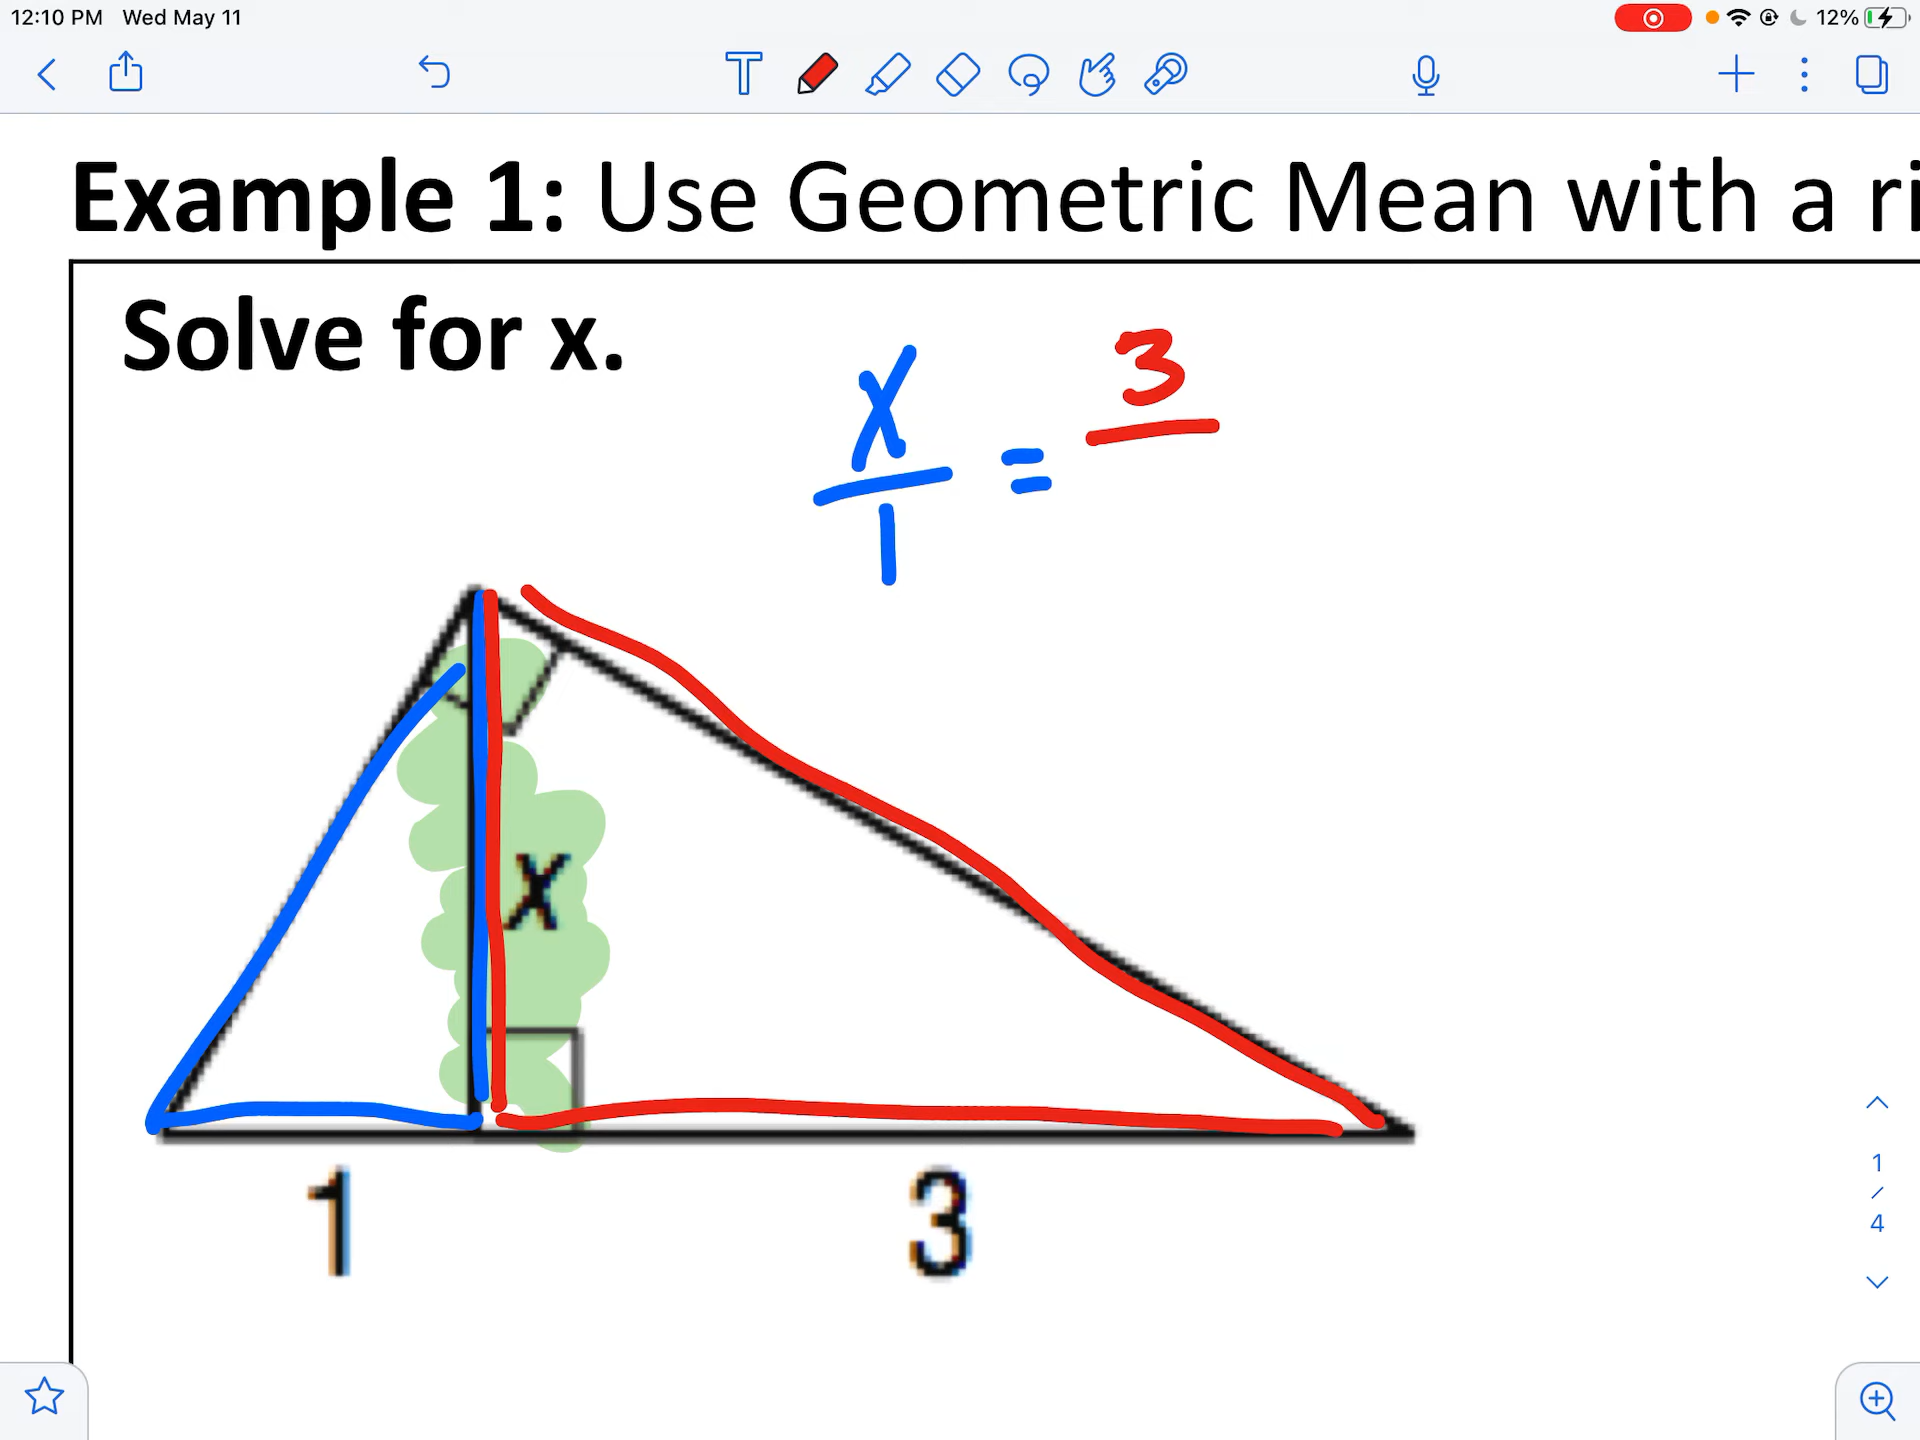 12:10 PM Wed May 11
12%
T
Example 1: Use Geometric Mean with a ri
Solve for x.
x/1 = 3/
x
1 3
1
/
4